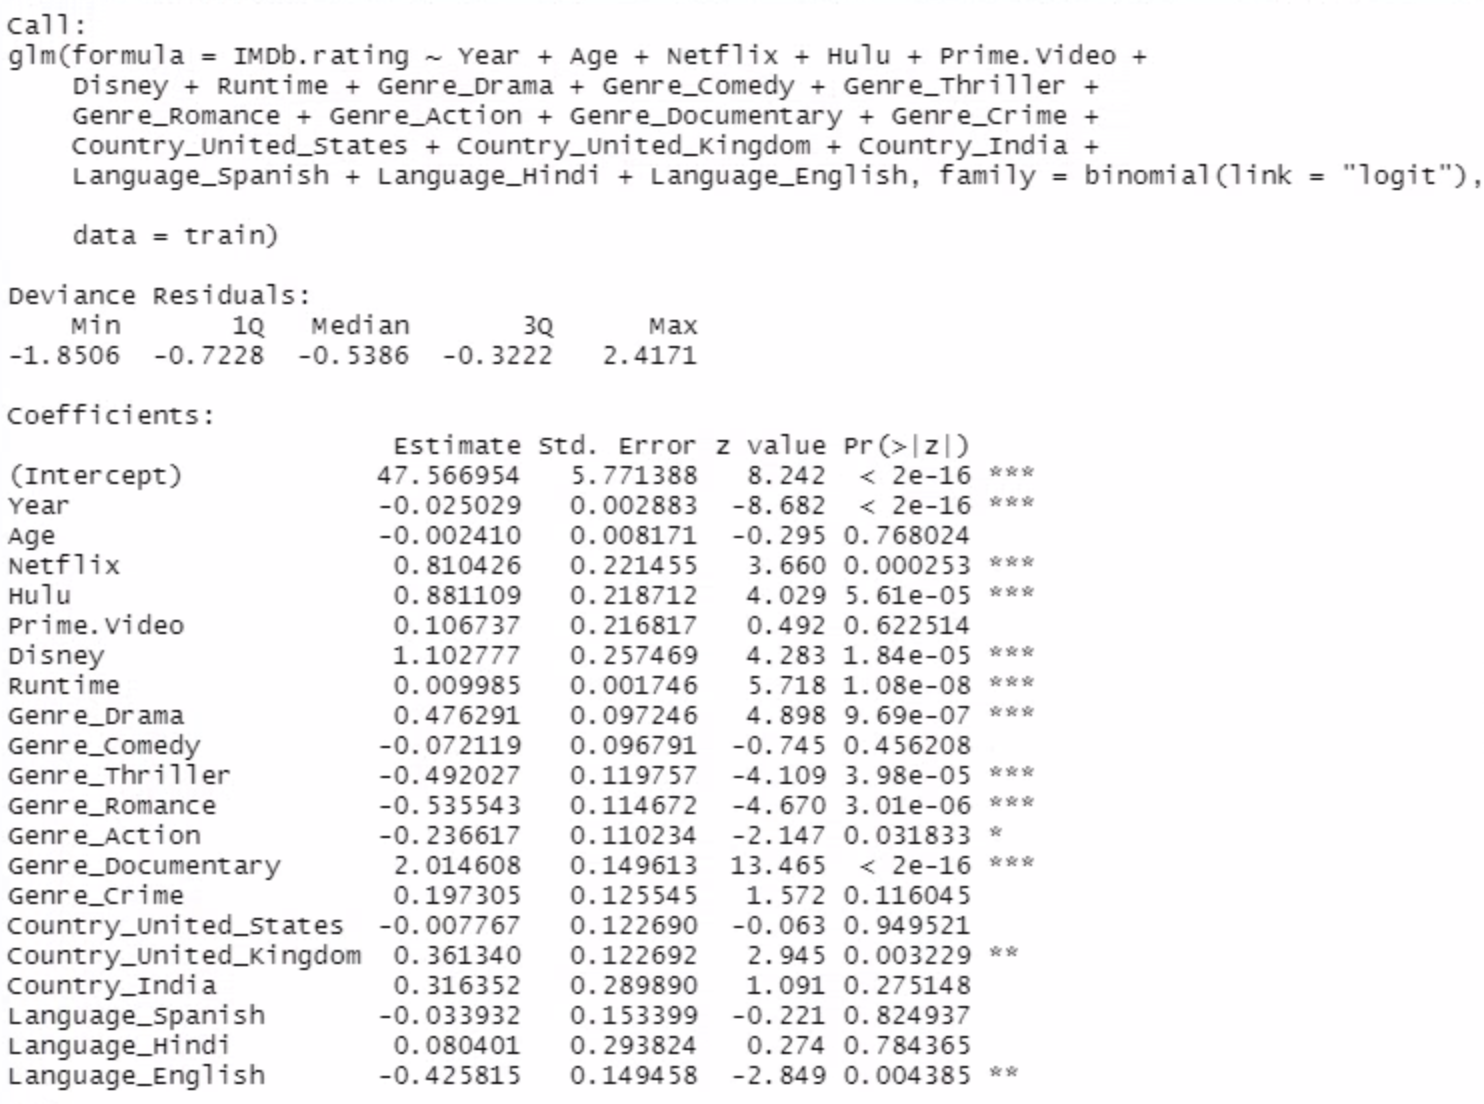 Call:
glm(formula = IMDb.rating ~ Year + Age + Netflix + Hulu + Prime.Video +
    Disney + Runtime + Genre_Drama + Genre_Comedy + Genre_Thriller +
    Genre_Romance + Genre_Action + Genre_Documentary + Genre_Crime +
    Country_United_States + Country_United_Kingdom + Country_India +
    Language_Spanish + Language_Hindi + Language_English, family = binomial(link = "logit"),
    data = train)
Deviance Residuals:
    Min       1Q   Median       3Q      Max
-1.8506  -0.7228  -0.5386  -0.3222   2.4171
Coefficients:
                        Estimate Std. Error z value Pr(>|z|)
(Intercept)            47.566954   5.771388   8.242  < 2e-16 ***
Year                   -0.025029   0.002883  -8.682  < 2e-16 ***
Age                    -0.002410   0.008171  -0.295 0.768024
Netflix                 0.810426   0.221455   3.660 0.000253 ***
Hulu                    0.881109   0.218712   4.029 5.61e-05 ***
Prime.Video             0.106737   0.216817   0.492 0.622514
Disney                  1.102777   0.257469   4.283 1.84e-05 ***
Runtime                 0.009985   0.001746   5.718 1.08e-08 ***
Genre_Drama             0.476291   0.097246   4.898 9.69e-07 ***
Genre_Comedy           -0.072119   0.096791  -0.745 0.456208
Genre_Thriller         -0.492027   0.119757  -4.109 3.98e-05 ***
Genre_Romance          -0.535543   0.114672  -4.670 3.01e-06 ***
Genre_Action           -0.236617   0.110234  -2.147 0.031833 *
Genre_Documentary       2.014608   0.149613  13.465  < 2e-16 ***
Genre_Crime             0.197305   0.125545   1.572 0.116045
Country_United_States  -0.007767   0.122690  -0.063 0.949521
Country_United_Kingdom  0.361340   0.122692   2.945 0.003229 **
Country_India           0.316352   0.289890   1.091 0.275148
Language_Spanish       -0.033932   0.153399  -0.221 0.824937
Language_Hindi          0.080401   0.293824   0.274 0.784365
Language_English       -0.425815   0.149458  -2.849 0.004385 **